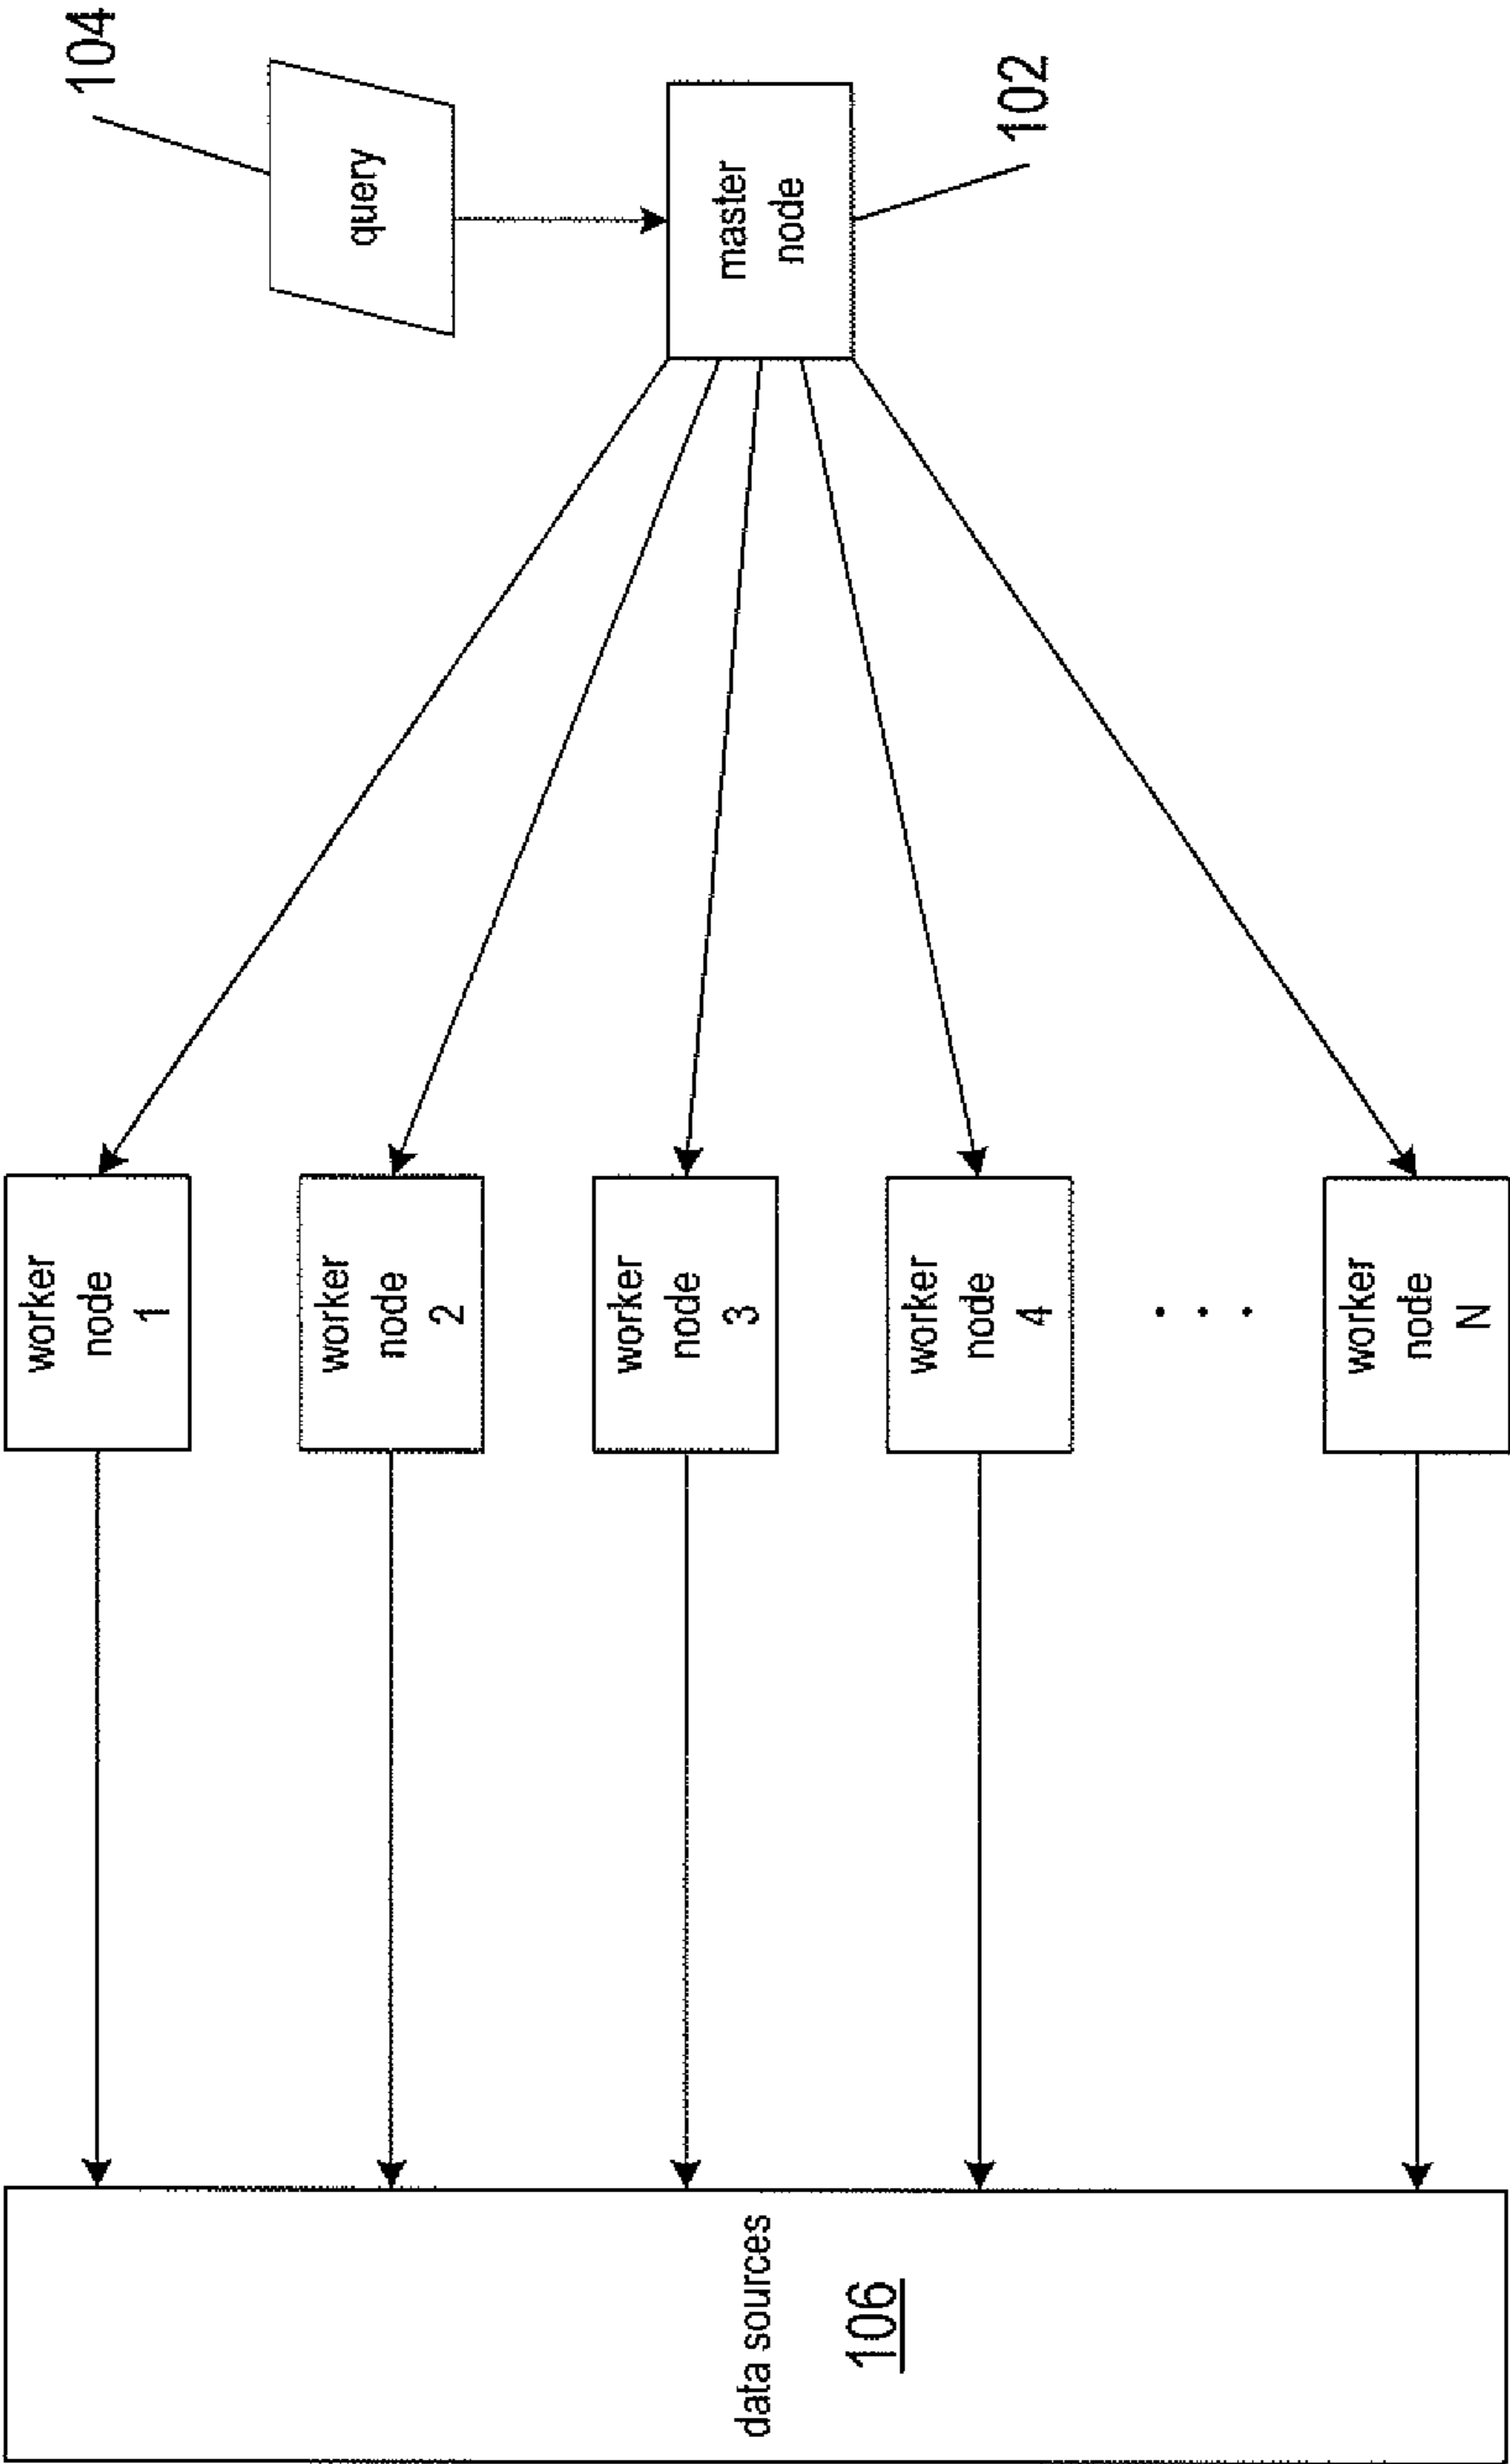 data sources
106
worker
node
1
worker
node
2
worker
node
3
worker
node
4
. . .
worker
node
N
104
query
master
node
102